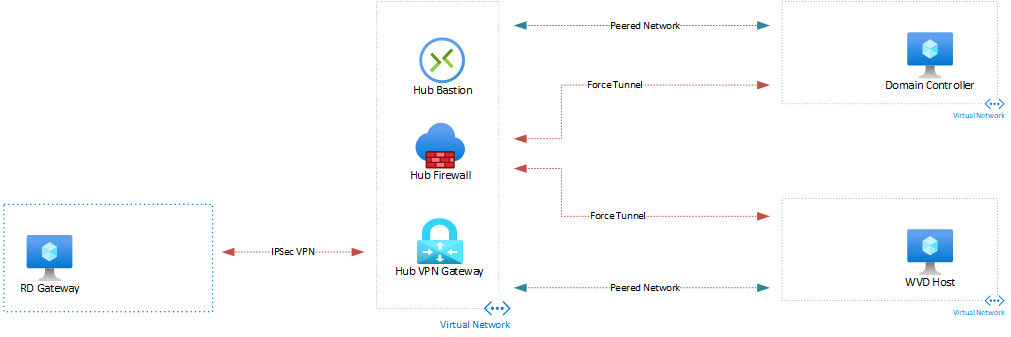 Peered Network
Hub Bastion
Domain Controller
Force Tunnel
Virtual Network
Hub Firewall
Force Tunnel
IPSec VPN
Hub VPN Gateway
RD Gateway
WVD Host
Peered Network
Virtual Network
Virtual Network